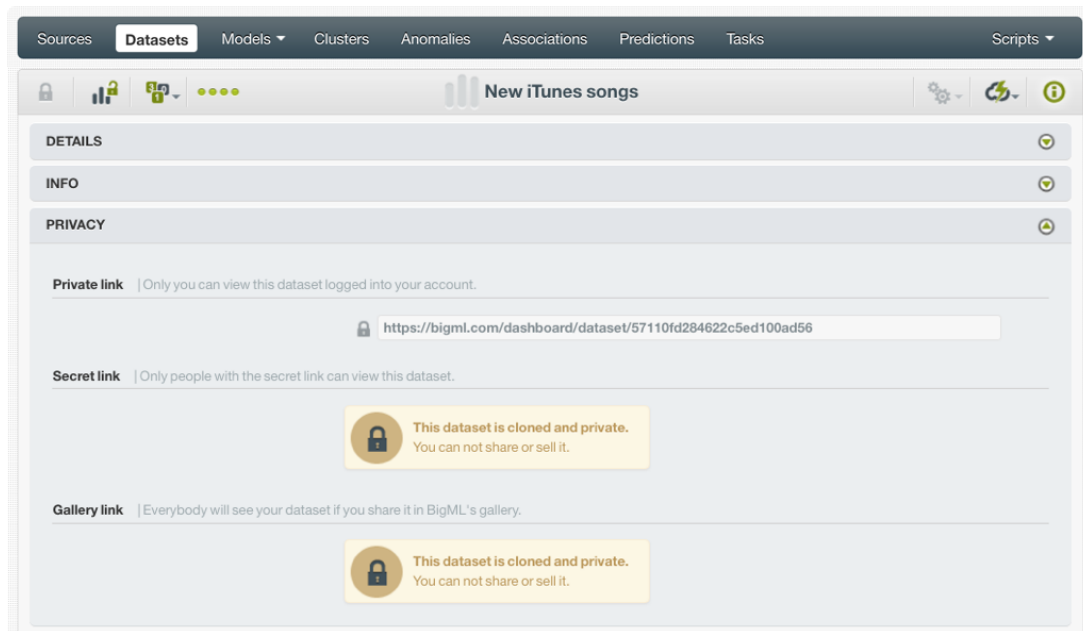 Sources Datasets Models Clusters Anomalies Associations Predictions Tasks Scripts
New iTunes songs
DETAILS
INFO
PRIVACY
Private link | Only you can view this dataset logged into your account.
https://bigml.com/dashboard/dataset/57110fd284622c5ed100ad56
Secret link | Only people with the secret link can view this dataset.
This dataset is cloned and private.
You can not share or sell it.
Gallery link | Everybody will see your dataset if you share it in BigML's gallery.
This dataset is cloned and private.
You can not share or sell it.